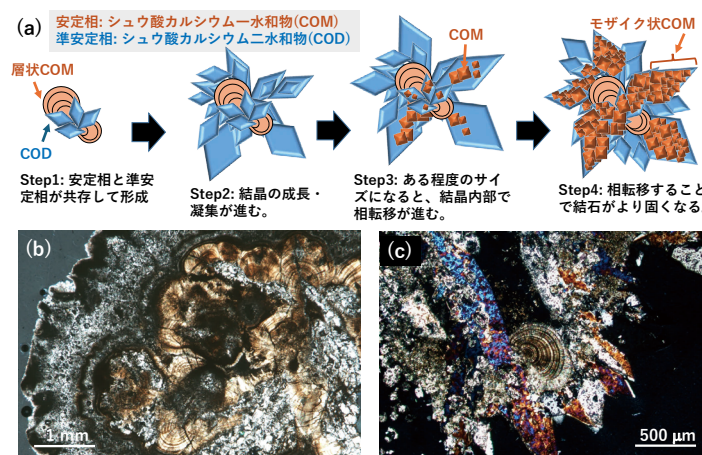 (a)
安定相: シュウ酸カルシウム一水和物(COM)
準安定相: シュウ酸カルシウム二水和物(COD)
層状COM
COD
COM
モザイク状COM
Step1: 安定相と準安
定相が共存して形成
Step2: 結晶の成長・
凝集が進む。
Step3: ある程度のサイ
ズになると、結晶内部で
相転移が進む。
Step4: 相転移すること
で結石がより固くなる
(b)
1 mm
(c)
500 μm